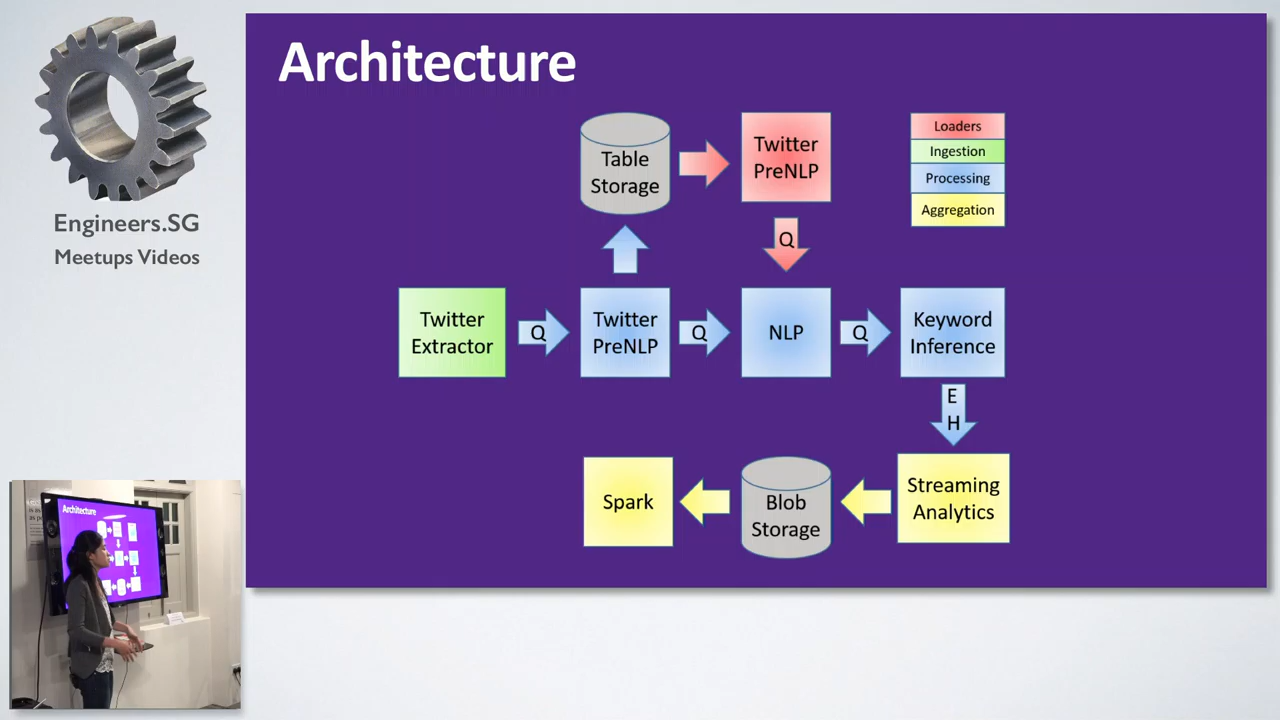 Architecture
Engineers.SG
Meetups Videos
Table
Storage
Twitter
PreNLP
Loaders
Ingestion
Processing
Aggregation
Q
Twitter
Extractor
Q
Twitter
PreNLP
Q
NLP
Q
Keyword
Inference
E
H
Spark
Blob
Storage
Streaming
Analytics
Architecture